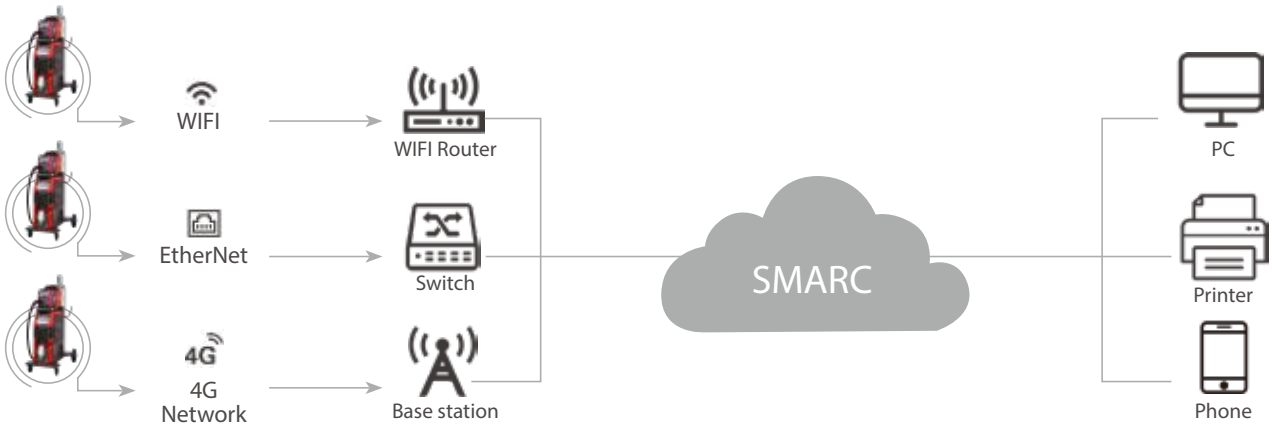 WIFI
WIFI Router
PC
EtherNet
Switch
SMARC
Printer
4G
4G
Network
Base station
Phone